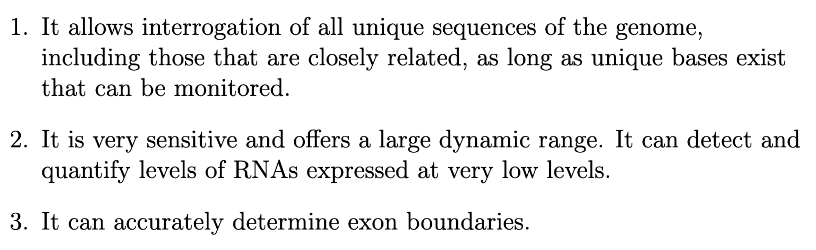 1. It allows interrogation of all unique sequences of the genome,
including those that are closely related, as long as unique bases exist
that can be monitored.
2. It is very sensitive and offers a large dynamic range. It can detect and
quantify levels of RNAs expressed at very low levels.
3. It can accurately determine exon boundaries.